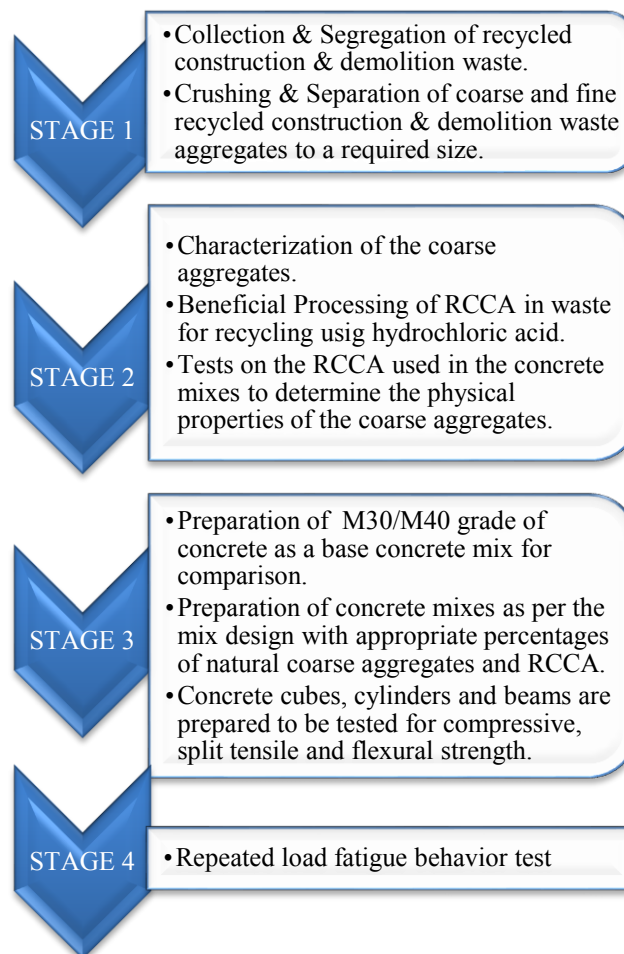 STAGE 1
•Collection & Segregation of recycled
construction & demolition waste.
•Crushing & Separation of coarse and fine
recycled construction & demolition waste
aggregates to a required size.
STAGE 2
•Characterization of the coarse
aggregates.
•Beneficial Processing of RCCA in waste
for recycling usig hydrochloric acid.
•Tests on the RCCA used in the concrete
mixes to determine the physical
properties of the coarse aggregates.
STAGE 3
•Preparation of M30/M40 grade of
concrete as a base concrete mix for
comparison.
•Preparation of concrete mixes as per the
mix design with appropriate percentages
of natural coarse aggregates and RCCA.
•Concrete cubes, cylinders and beams are
prepared to be tested for compressive,
split tensile and flexural strength.
STAGE 4
•Repeated load fatigue behavior test